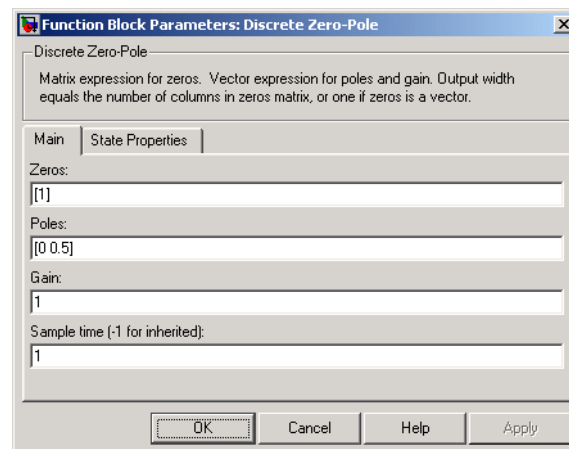 Function Block Parameters: Discrete Zero-Pole
Discrete Zero-Pole
Matrix expression for zeros. Vector expression for poles and gain. Output width
equals the number of columns in zeros matrix, or one if zeros is a vector.
Main State Properties
Zeros:
[1]
Poles:
[0 0.5]
Gain:
1
Sample time (-1 for inherited):
1
OK Cancel Help Apply